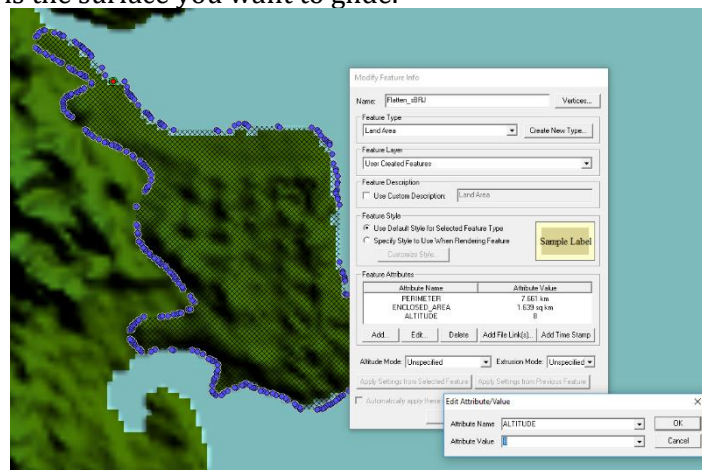 is the surface you want to glide.
Modify Feature Info
Name: Flatten_sBRJ Vertices...
Feature Type
Land Area Create New Type...
Feature Layer
User Created Features
Feature Description
Use Custom Description: Land Area
Feature Style
Use Default Style for Selected Feature Type
Specify Style to Use When Rendering Feature
Customize Style...
Sample Label
Feature Attributes
Attribute Name Attribute Value
PERIMETER 7.661 km
ENCLOSED_AREA 1.639 sq km
ALTITUDE 8
Add... Edit... Delete Add File Link(s)... Add Time Stamp
Altitude Mode: Unspecified Extrusion Mode: Unspecified
Apply Settings from Selected Feature Apply Settings from Previous Feature
Automatically apply these
Edit Attribute/Value
Attribute Name ALTITUDE OK
Attribute Value Cancel